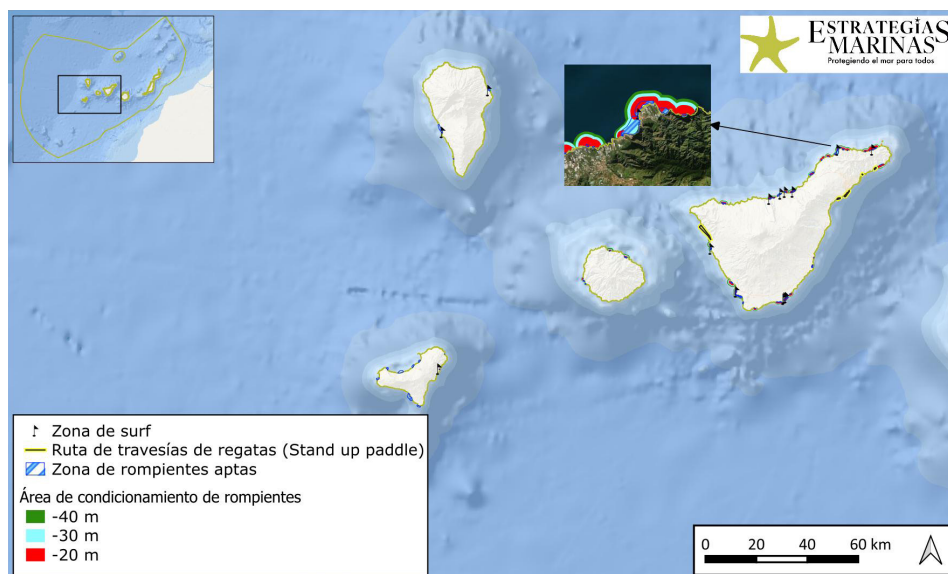 ESTRATEGIAS
MARINAS
Protegiendo el mar para todos
Zona de surf
Ruta de travesías de regatas (Stand up paddle)
Zona de rompientes aptas
Área de condicionamiento de rompientes
-40 m
-30 m
-20 m
0 20 40 60 km